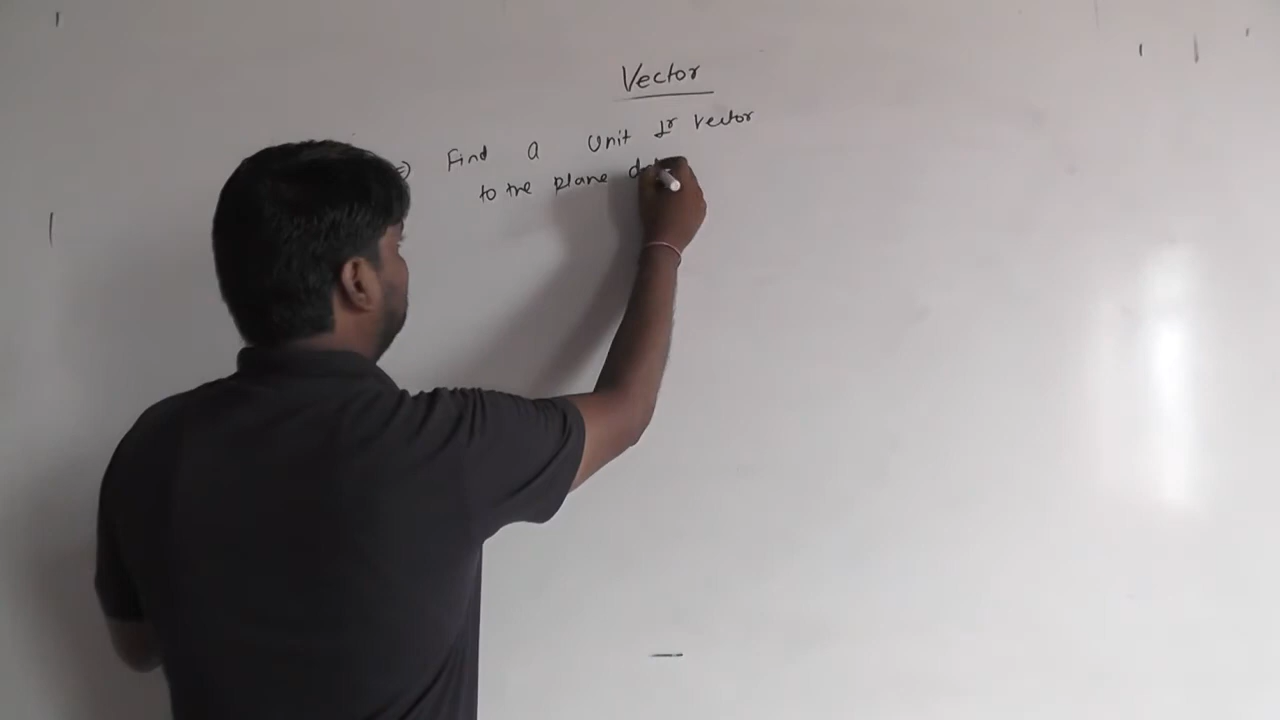 Vector
⇒ Find a Unit ⊥r Vector
to the plane